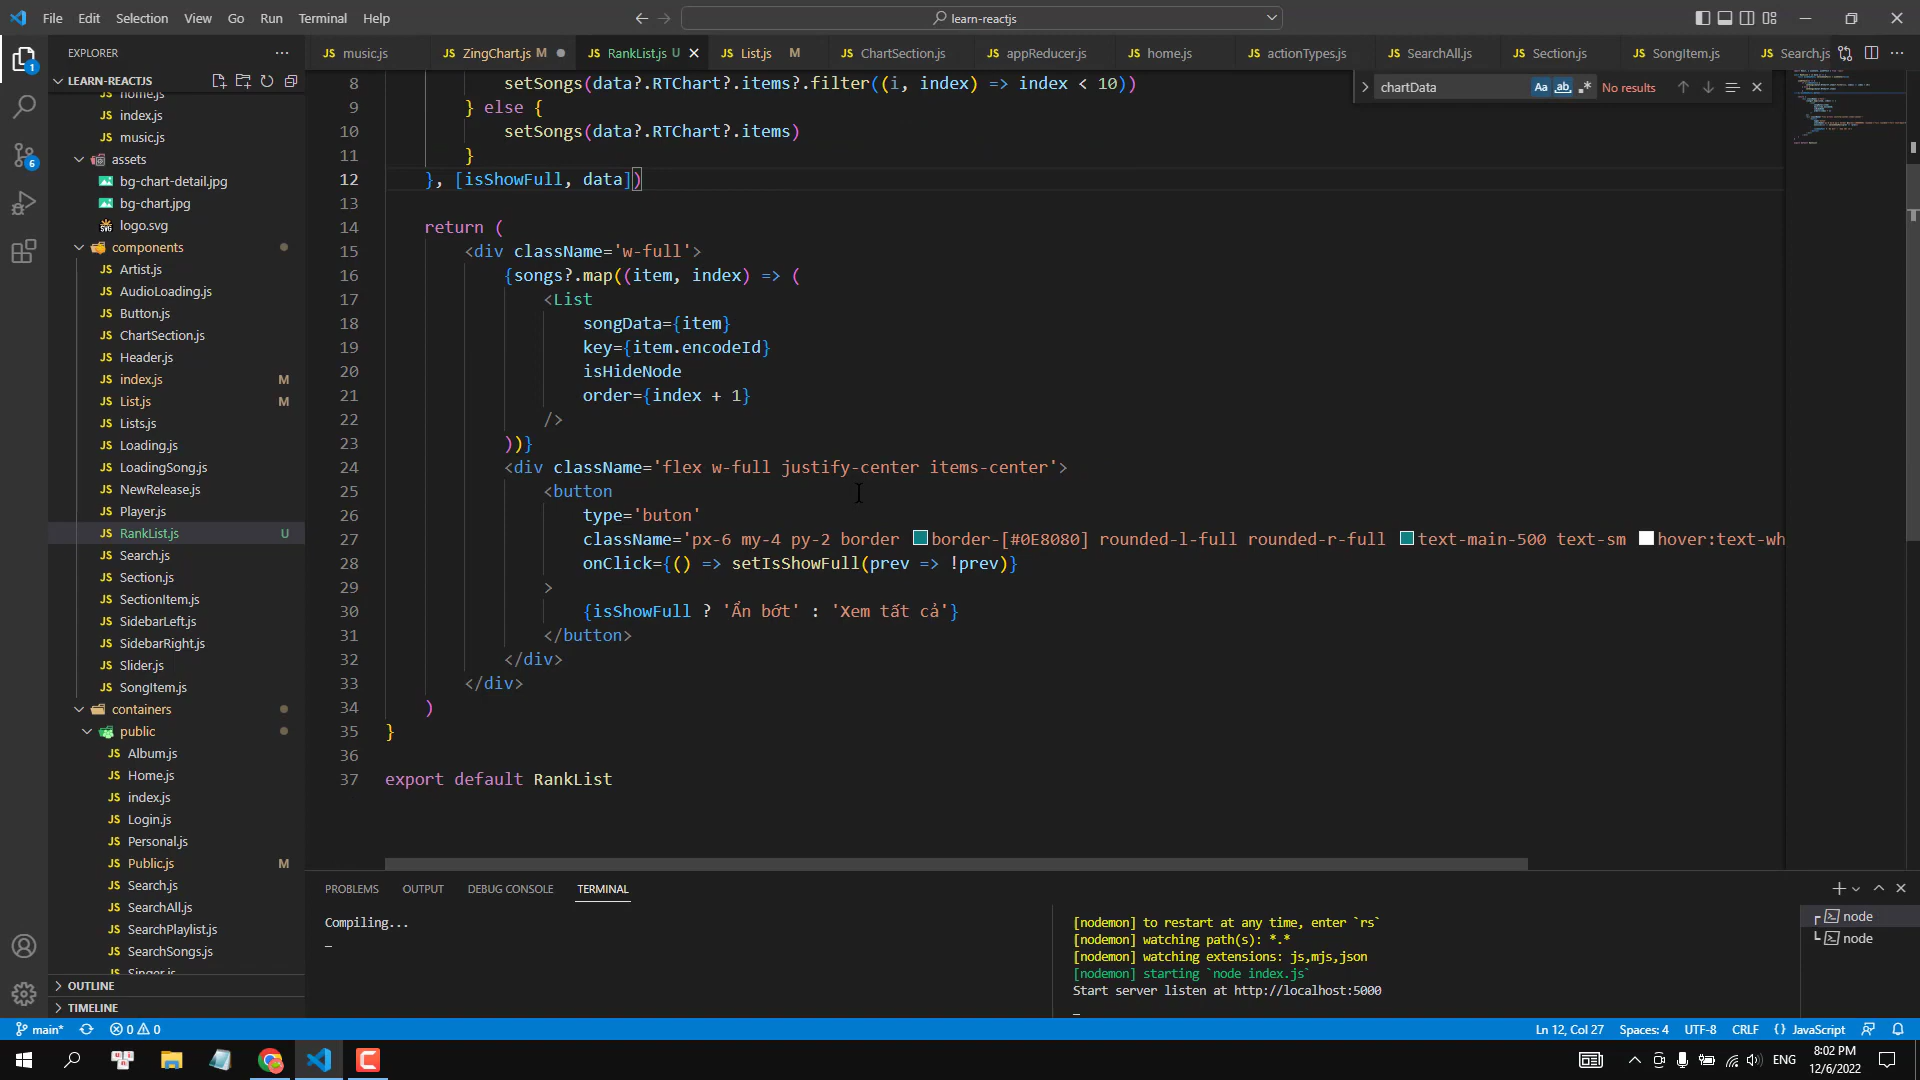 File Edit Selection View Go Run Terminal Help
learn-reactjs
EXPLORER
music.js
ZingChart.js M
RankList.js U
List.js M
ChartSection.js
appReducer.js
home.js
actionTypes.js
SearchAll.js
Section.js
SongItem.js
Search.js
LEARN-REACTJS
chartData
Aa
ab
No results
home.js
index.js
music.js
assets
bg-chart-detail.jpg
bg-chart.jpg
logo.svg
components
Artist.js
AudioLoading.js
Button.js
ChartSection.js
Header.js
index.js M
List.js M
Lists.js
Loading.js
LoadingSong.js
NewRelease.js
Player.js
RankList.js U
Search.js
Section.js
SectionItem.js
SidebarLeft.js
SidebarRight.js
Slider.js
SongItem.js
containers
public
Album.js
Home.js
index.js
Login.js
Personal.js
Public.js M
Search.js
SearchAll.js
SearchPlaylist.js
SearchSongs.js
Singer.js
OUTLINE
TIMELINE
8 setSongs(data?.RTChart?.items?.filter((i, index) => index < 10))
9 } else {
10 setSongs(data?.RTChart?.items)
11 }
12 }, [isShowFull, data])
13
14 return (
15 <div className='w-full'>
16 {songs?.map((item, index) => (
17 <List
18 songData={item}
19 key={item.encodeId}
20 isHideNode
21 order={index + 1}
22 />
23 ))}
24 <div className='flex w-full justify-center items-center'>
25 <button
26 type='buton'
27 className='px-6 my-4 py-2 border border-[#0E8080] rounded-l-full rounded-r-full text-main-500 text-sm hover:text-wh
28 onClick={() => setIsShowFull(prev => !prev)}
29 >
30 {isShowFull ? 'Ẩn bớt' : 'Xem tất cả'}
31 </button>
32 </div>
33 </div>
34 )
35 }
36
37 export default RankList
PROBLEMS OUTPUT DEBUG CONSOLE TERMINAL
Compiling...
[nodemon] to restart at any time, enter `rs`
[nodemon] watching path(s): *.*
[nodemon] watching extensions: js,mjs,json
[nodemon] starting `node index.js`
Start server listen at http://localhost:5000
node
node
main* 0 0
Ln 12, Col 27 Spaces: 4 UTF-8 CRLF {} JavaScript
ENG
8:02 PM
12/6/2022